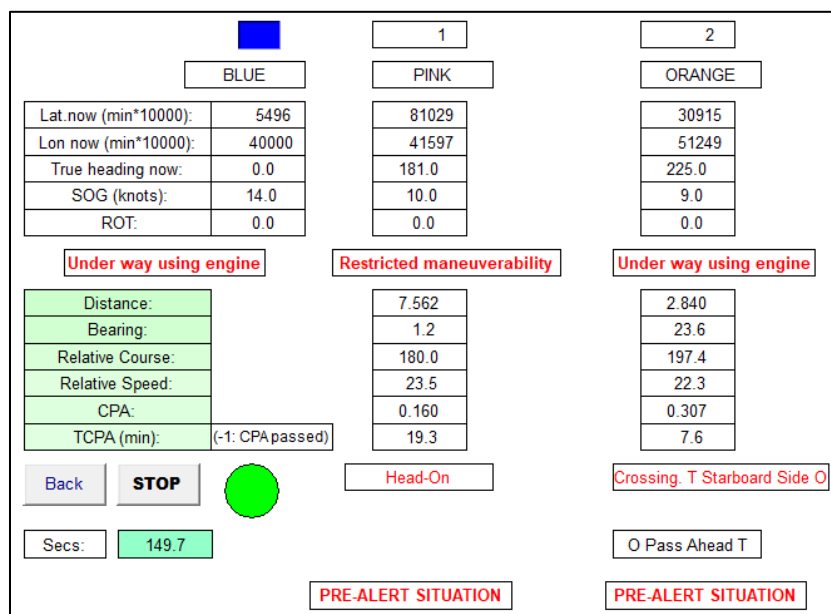 1 2
BLUE PINK ORANGE
Lat.now (min*10000): 5496 81029 30915
Lon now (min*10000): 40000 41597 51249
True heading now: 0.0 181.0 225.0
SOG (knots): 14.0 10.0 9.0
ROT: 0.0 0.0 0.0
Under way using engine Restricted maneuverability Under way using engine
Distance: 7.562 2.840
Bearing: 1.2 23.6
Relative Course: 180.0 197.4
Relative Speed: 23.5 22.3
CPA: 0.160 0.307
TCPA (min): (-1: CPA passed) 19.3 7.6
Back STOP Head-On Crossing. T Starboard Side O
Secs: 149.7 O Pass Ahead T
PRE-ALERT SITUATION PRE-ALERT SITUATION